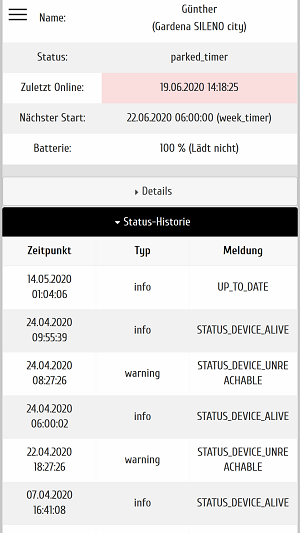 Name:
Günther
(Gardena SILENO city)
Status:
parked_timer
Zuletzt Online:
19.06.2020 14:18:25
Nächster Start:
22.06.2020 06:00:00 (week_timer)
Batterie:
100 % (Lädt nicht)
Details
Status-Historie
Zeitpunkt Typ Meldung
14.05.2020
01:04:06
info
UP_TO_DATE
24.04.2020
09:55:39
info
STATUS_DEVICE_ALIVE
24.04.2020
08:27:26
warning
STATUS_DEVICE_UNRE
ACHABLE
24.04.2020
06:00:02
info
STATUS_DEVICE_ALIVE
22.04.2020
18:27:26
warning
STATUS_DEVICE_UNRE
ACHABLE
07.04.2020
16:41:08
info
STATUS_DEVICE_ALIVE